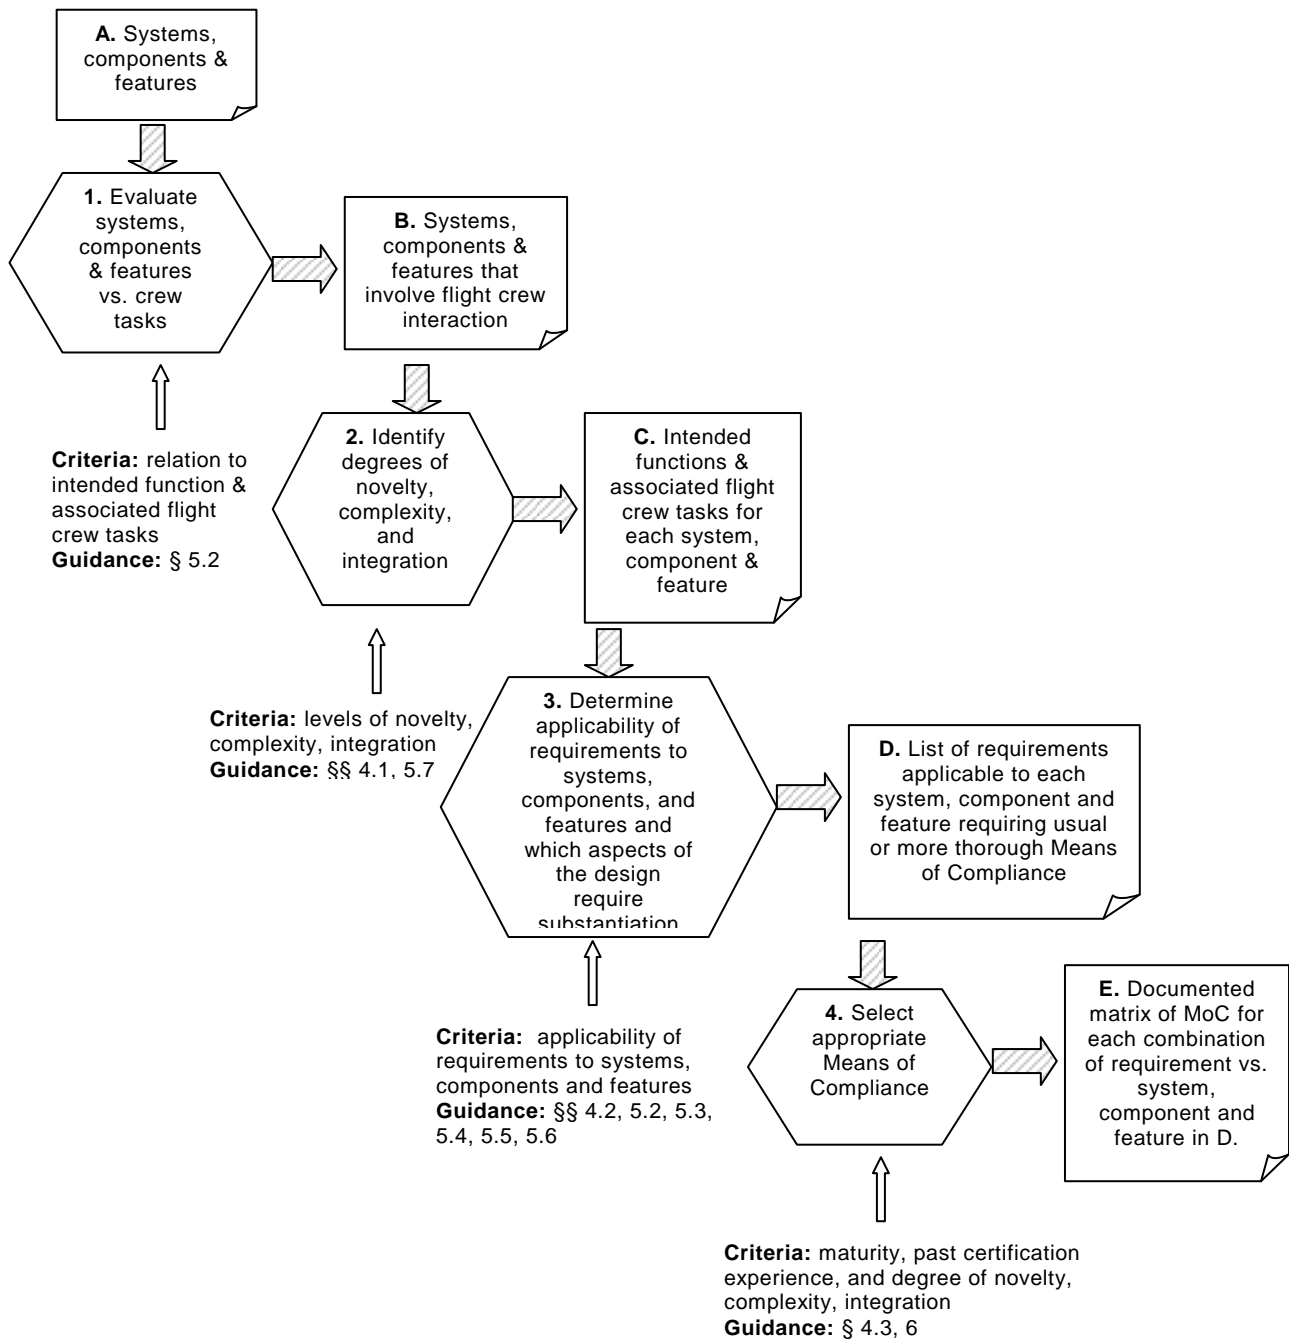 A. Systems,
components &
features
1. Evaluate
systems,
components
& features
vs. crew
tasks
B. Systems,
components &
features that
involve flight crew
interaction
Criteria: relation to
intended function &
associated flight
crew tasks
Guidance: § 5.2
2. Identify
degrees of
novelty,
complexity,
and
integration
C. Intended
functions &
associated flight
crew tasks for
each system,
component &
feature
Criteria: levels of novelty,
complexity, integration
Guidance: §§ 4.1, 5.7
3. Determine
applicability of
requirements to
systems,
components, and
features and
which aspects of
the design
require
substantiation
D. List of requirements
applicable to each
system, component and
feature requiring usual
or more thorough Means
of Compliance
Criteria: applicability of
requirements to systems,
components and features
Guidance: §§ 4.2, 5.2, 5.3,
5.4, 5.5, 5.6
4. Select
appropriate
Means of
Compliance
E. Documented
matrix of MoC for
each combination
of requirement vs.
system,
component and
feature in D.
Criteria: maturity, past certification
experience, and degree of novelty,
complexity, integration
Guidance: § 4.3, 6